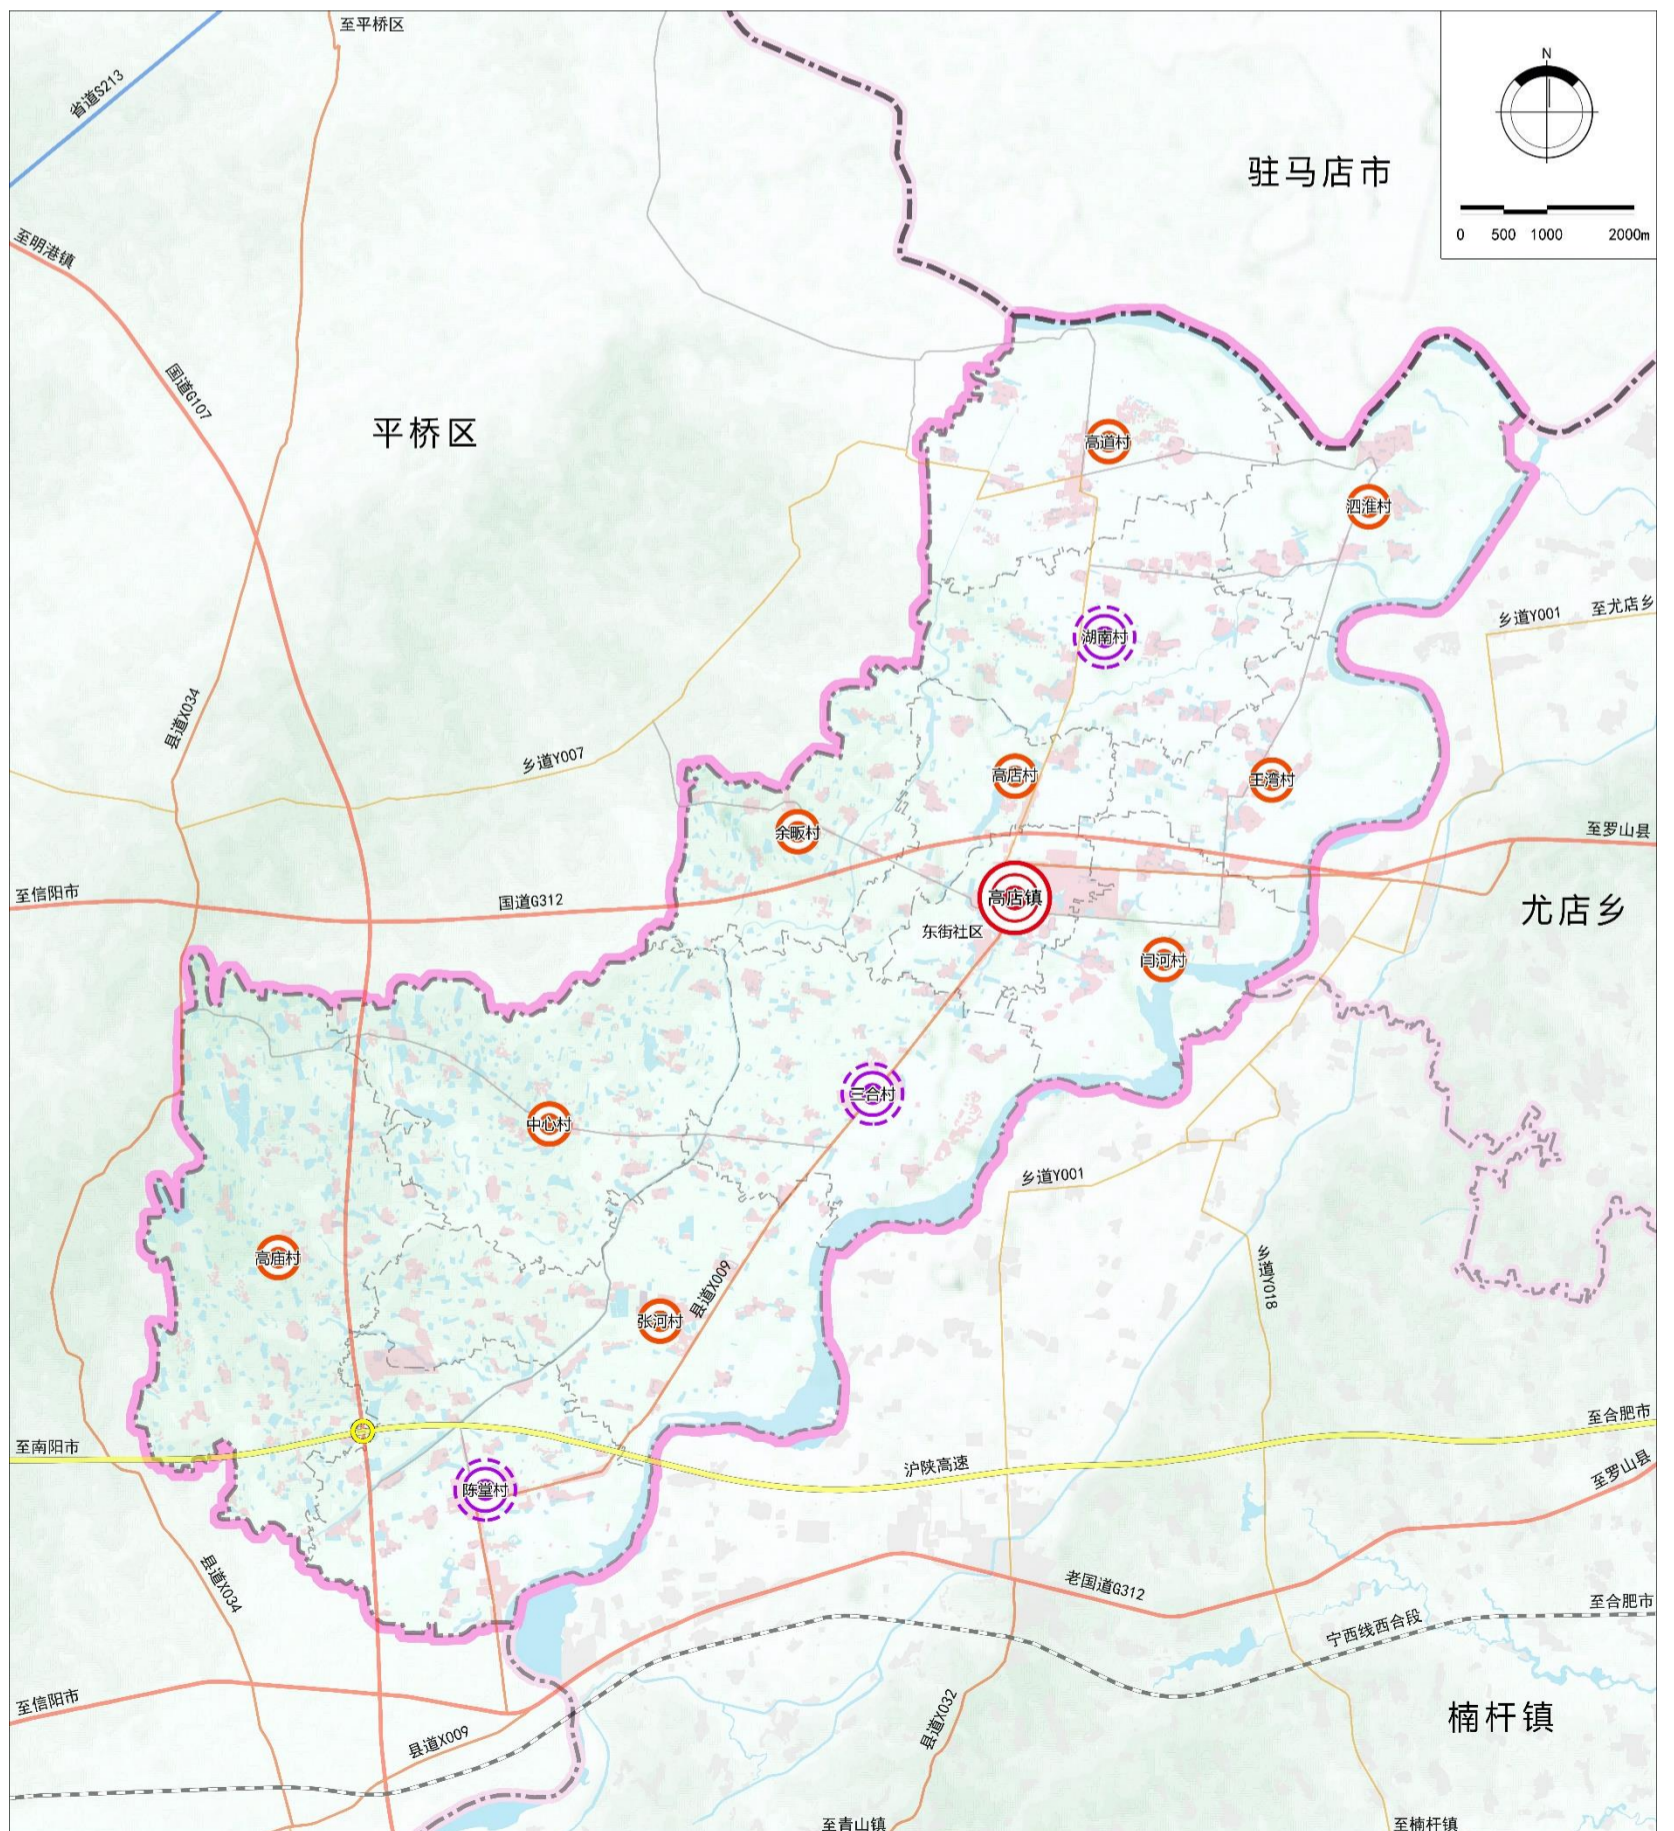 至平桥区
省道S213
N
驻马店市
0 500 1000 2000m
至明港镇
国道G107
平桥区
高道村
泗淮村
乡道Y001
至尤店乡
湖南村
县道X034
乡道Y007
高店村
王湾村
余畈村
至罗山县
至信阳市
国道G312
高店镇
尤店乡
东街社区
闫河村
三合村
中心村
乡道Y001
高庙村
乡道Y018
县道X009
张河村
至合肥市
至南阳市
沪陕高速
至罗山县
陈堂村
县道X034
老国道G312
至合肥市
宁西线西合段
至信阳市
县道X032
楠杆镇
县道X009
至青山镇
至楠杆镇